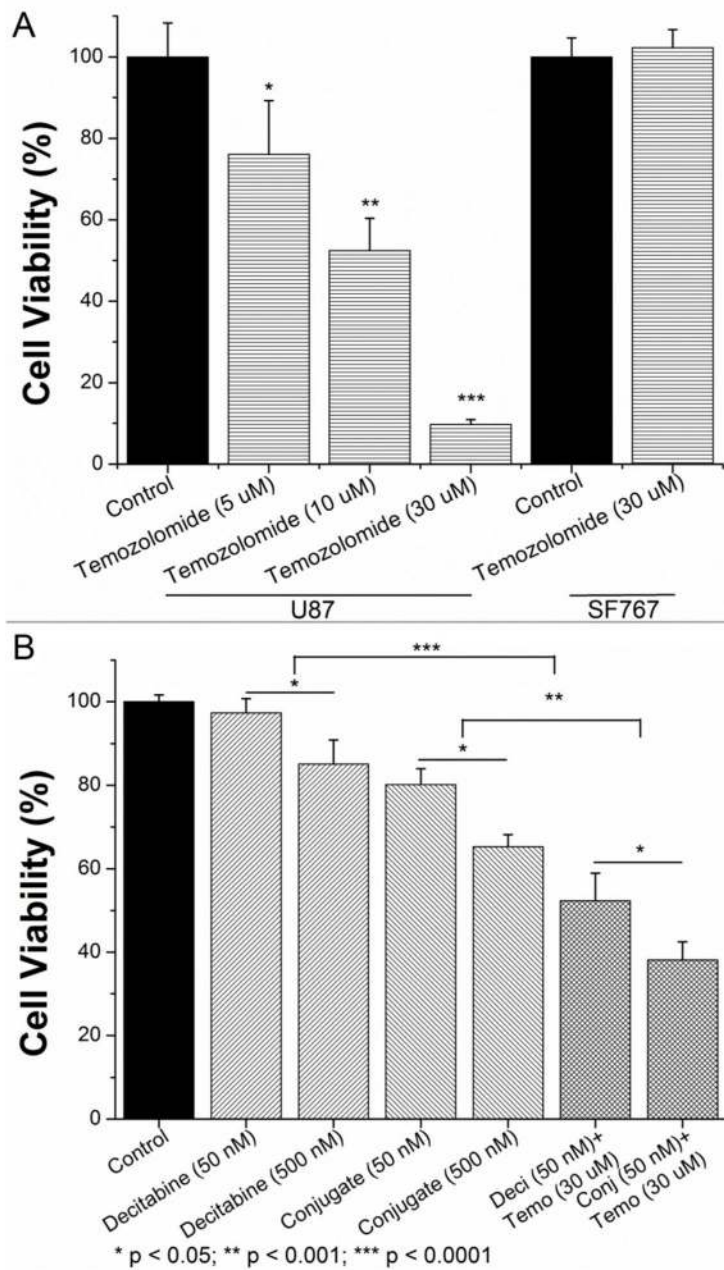 A
Cell Viability (%)
100
80
60
40
20
0
*
**
***
Control
Temozolomide (5 uM)
Temozolomide (10 uM)
Temozolomide (30 uM)
Control
Temozolomide (30 uM)
U87
SF767
B
Cell Viability (%)
100
80
60
40
20
0
***
*
**
*
*
Control
Decitabine (50 nM)
Decitabine (500 nM)
Conjugate (50 nM)
Conjugate (500 nM)
Deci (50 nM)+
Temo (30 uM)
Conj (50 nM)+
Temo (30 uM)
* p < 0.05; ** p < 0.001; *** p < 0.0001